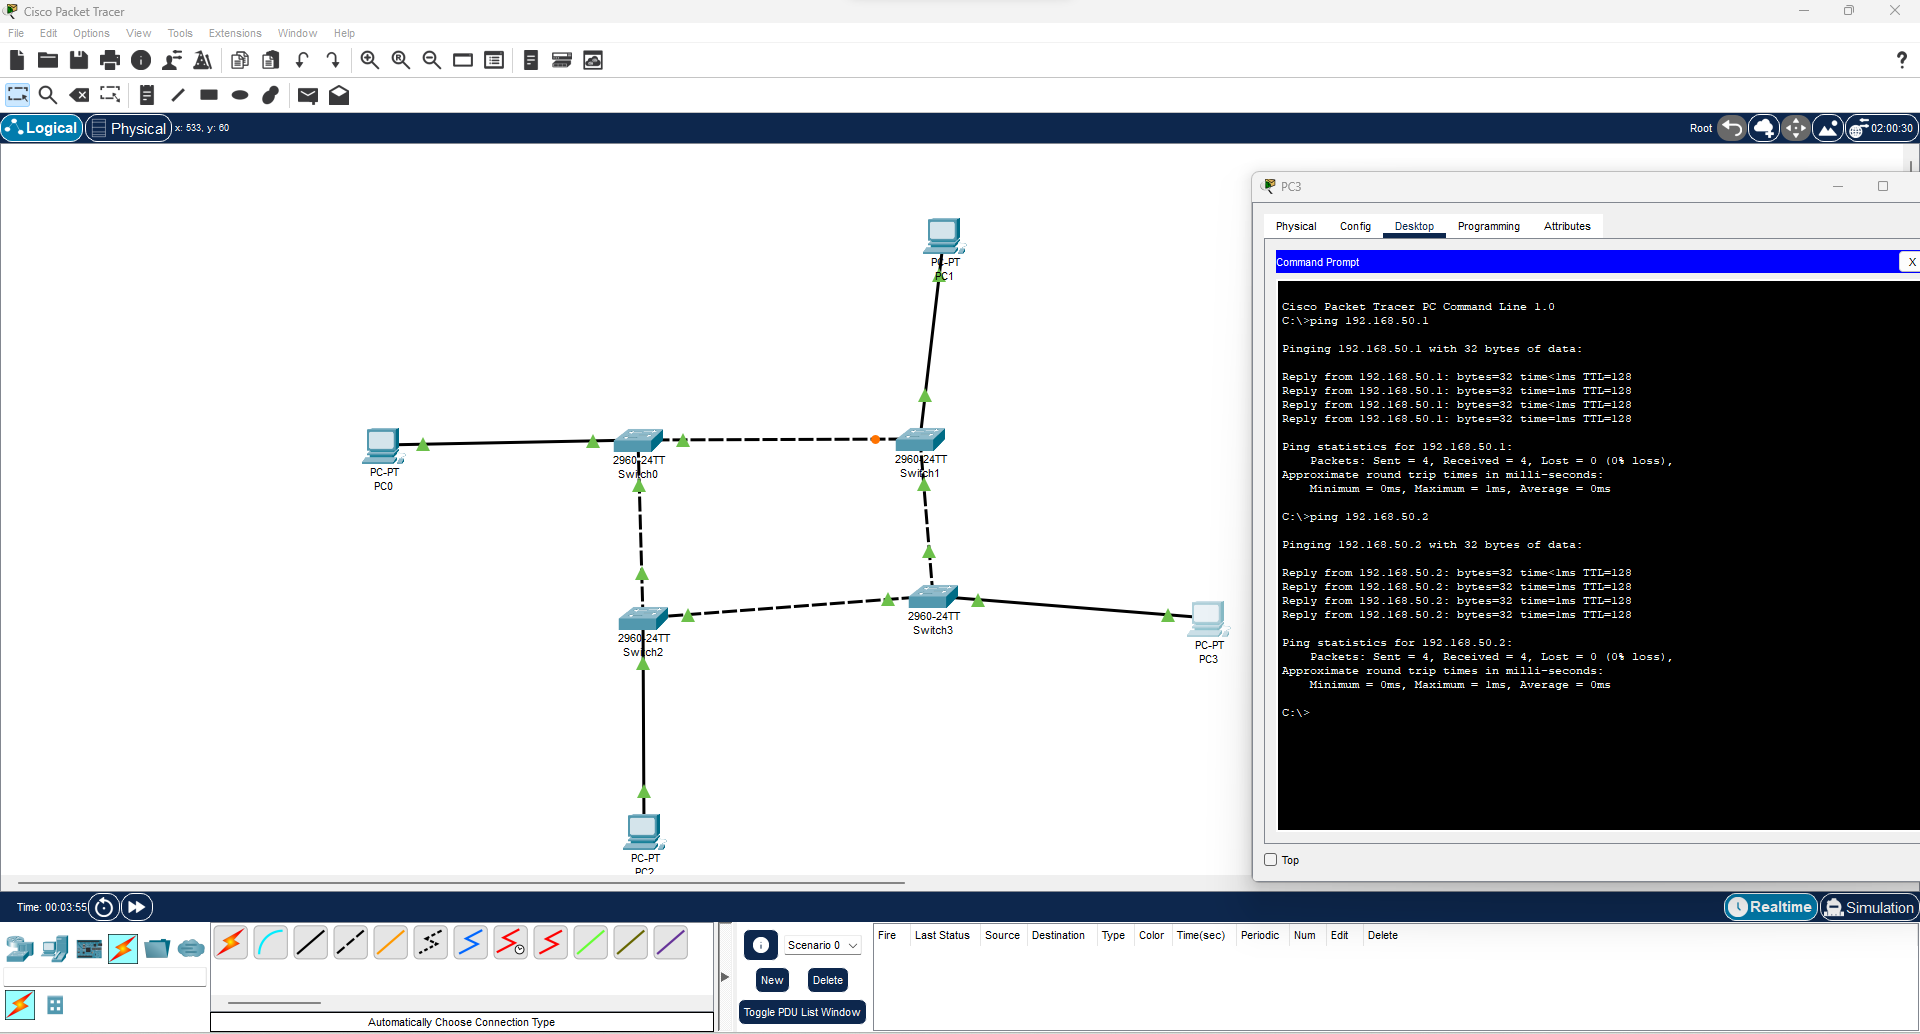 Cisco Packet Tracer
File Edit Options View Tools Extensions Window Help
Logical Physical x: 533, y: 60 Root 02:00:30
PC3
Physical Config Desktop Programming Attributes
Command Prompt X
Cisco Packet Tracer PC Command Line 1.0
C:\>ping 192.168.50.1
Pinging 192.168.50.1 with 32 bytes of data:
Reply from 192.168.50.1: bytes=32 time<1ms TTL=128
Reply from 192.168.50.1: bytes=32 time=1ms TTL=128
Reply from 192.168.50.1: bytes=32 time<1ms TTL=128
Reply from 192.168.50.1: bytes=32 time=1ms TTL=128
Ping statistics for 192.168.50.1:
Packets: Sent = 4, Received = 4, Lost = 0 (0% loss),
Approximate round trip times in milli-seconds:
Minimum = 0ms, Maximum = 1ms, Average = 0ms
C:\>ping 192.168.50.2
Pinging 192.168.50.2 with 32 bytes of data:
Reply from 192.168.50.2: bytes=32 time<1ms TTL=128
Reply from 192.168.50.2: bytes=32 time=1ms TTL=128
Reply from 192.168.50.2: bytes=32 time=1ms TTL=128
Reply from 192.168.50.2: bytes=32 time=1ms TTL=128
Ping statistics for 192.168.50.2:
Packets: Sent = 4, Received = 4, Lost = 0 (0% loss),
Approximate round trip times in milli-seconds:
Minimum = 0ms, Maximum = 1ms, Average = 0ms
C:\>
Top
PC-PT
PC1
PC-PT
PC0
2960-24TT
Switch0
2960-24TT
Switch1
2960-24TT
Switch2
2960-24TT
Switch3
PC-PT
PC3
PC-PT
PC2
Time: 00:03:55 Realtime Simulation
Scenario 0
New Delete
Toggle PDU List Window
Fire Last Status Source Destination Type Color Time(sec) Periodic Num Edit Delete
Automatically Choose Connection Type